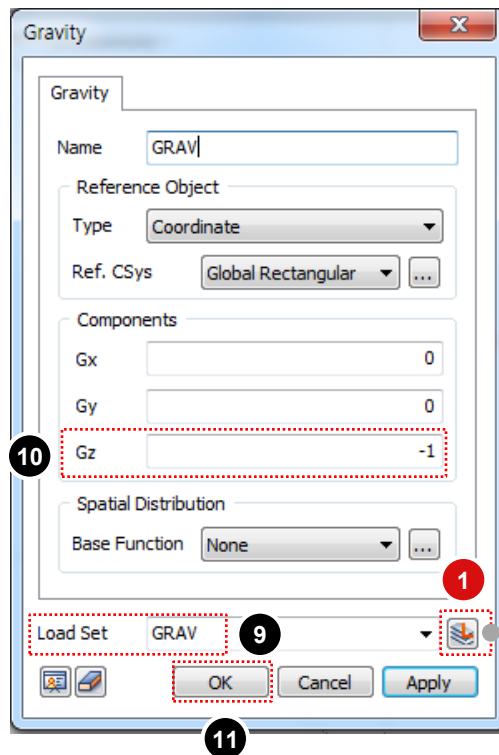 Gravity
X
Gravity
Name GRAV
Reference Object
Type Coordinate
Ref. CSys Global Rectangular ...
Components
Gx 0
Gy 0
10 Gz -1
Spatial Distribution
Base Function None ...
1
Load Set GRAV 9
OK Cancel Apply
11